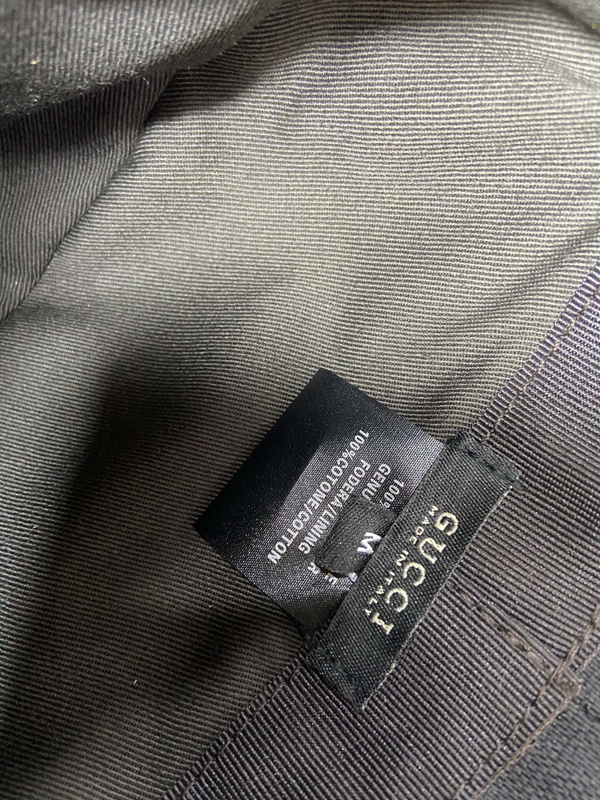 GUCCI
MADE IN ITALY
M
100%
GENU
FODERA/LINING
100%COTONE/COTTON